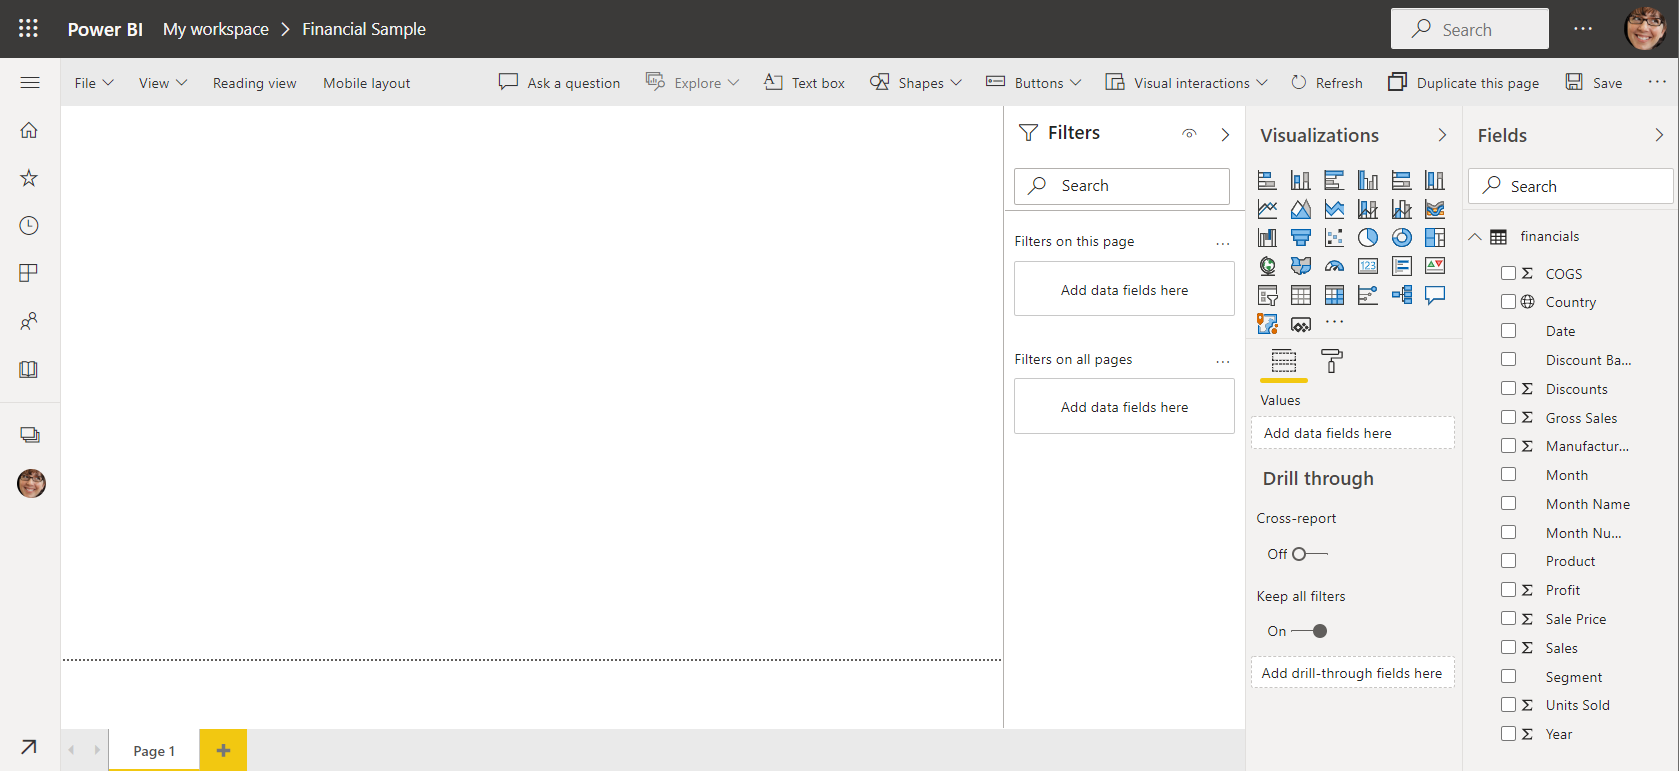 Power BI My workspace > Financial Sample
Search
...
File View Reading view Mobile layout Ask a question Explore Text box Shapes Buttons Visual interactions Refresh Duplicate this page Save ...
Filters
Search
Filters on this page ...
Add data fields here
Filters on all pages ...
Add data fields here
Visualizations
123
...
Values
Add data fields here
Drill through
Cross-report
Off
Keep all filters
On
Add drill-through fields here
Fields
Search
financials
Σ COGS
Country
Date
Discount Ba...
Σ Discounts
Σ Gross Sales
Σ Manufactur...
Month
Month Name
Month Nu...
Product
Σ Profit
Σ Sale Price
Σ Sales
Segment
Σ Units Sold
Σ Year
Page 1
+